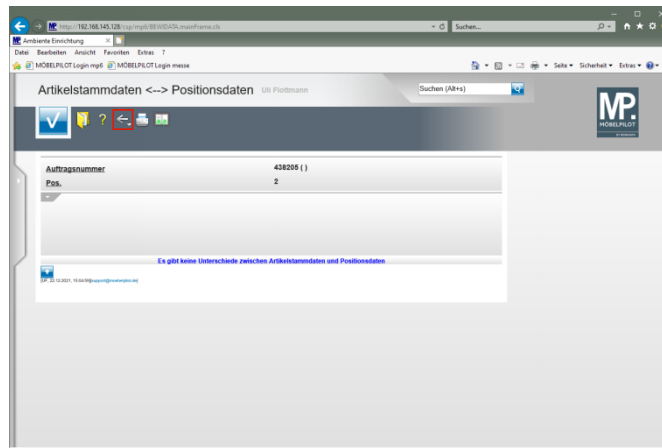 http://192.168.145.128/csp/mp6/BEWIDATA.mainFrame.cls
Suchen...
Ambiente Einrichtung
Datei Bearbeiten Ansicht Favoriten Extras ?
MÖBELPILOT Login mp6 MÖBELPILOT Login messe
Seite Sicherheit Extras
Artikelstammdaten <--> Positionsdaten Uli Flottmann
Suchen (Alt+s)
MP.
MÖBELPILOT
Auftragsnummer 438205 ( )
Pos. 2
Es gibt keine Unterschiede zwischen Artikelstammdaten und Positionsdaten